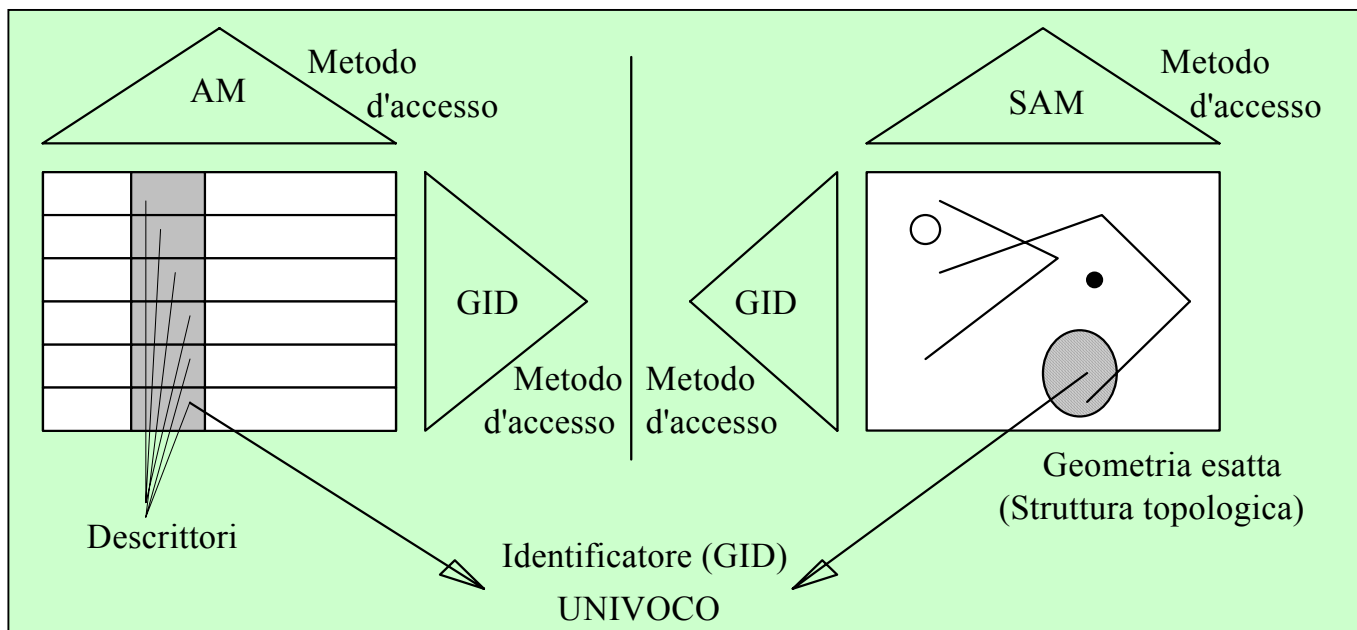 AM
Metodo
d'accesso
GID
Metodo
d'accesso
Descrittori
SAM
Metodo
d'accesso
GID
Metodo
d'accesso
Geometria esatta
(Struttura topologica)
Identificatore (GID)
UNIVOCO